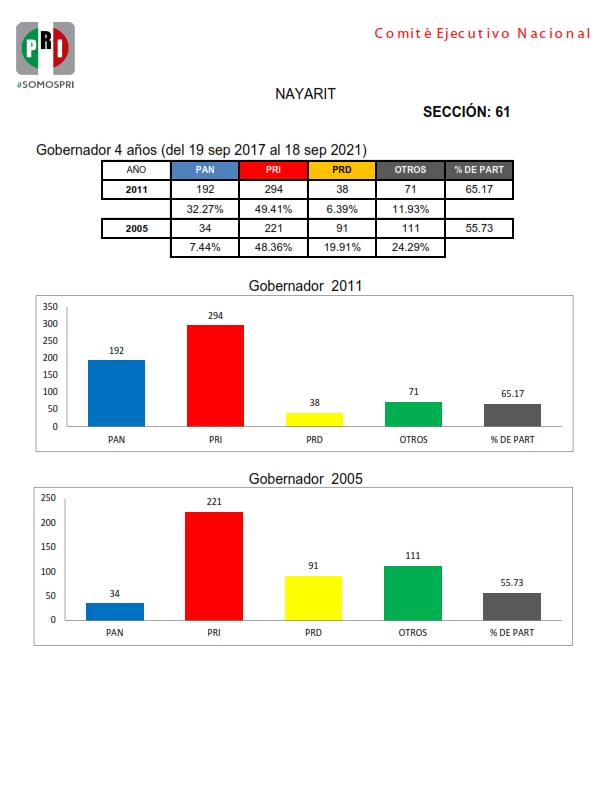 Comité Ejecutivo Nacional
PRI
#SOMOSPRI
NAYARIT
SECCIÓN: 61
Gobernador 4 años (del 19 sep 2017 al 18 sep 2021)
AÑO PAN PRI PRD OTROS % DE PART
2011 192 294 38 71 65.17
32.27% 49.41% 6.39% 11.93%
2005 34 221 91 111 55.73
7.44% 48.36% 19.91% 24.29%
Gobernador 2011
350
300
250
200
150
100
50
0
192
294
38
71
65.17
PAN PRI PRD OTROS % DE PART
Gobernador 2005
250
200
150
100
50
0
34
221
91
111
55.73
PAN PRI PRD OTROS % DE PART